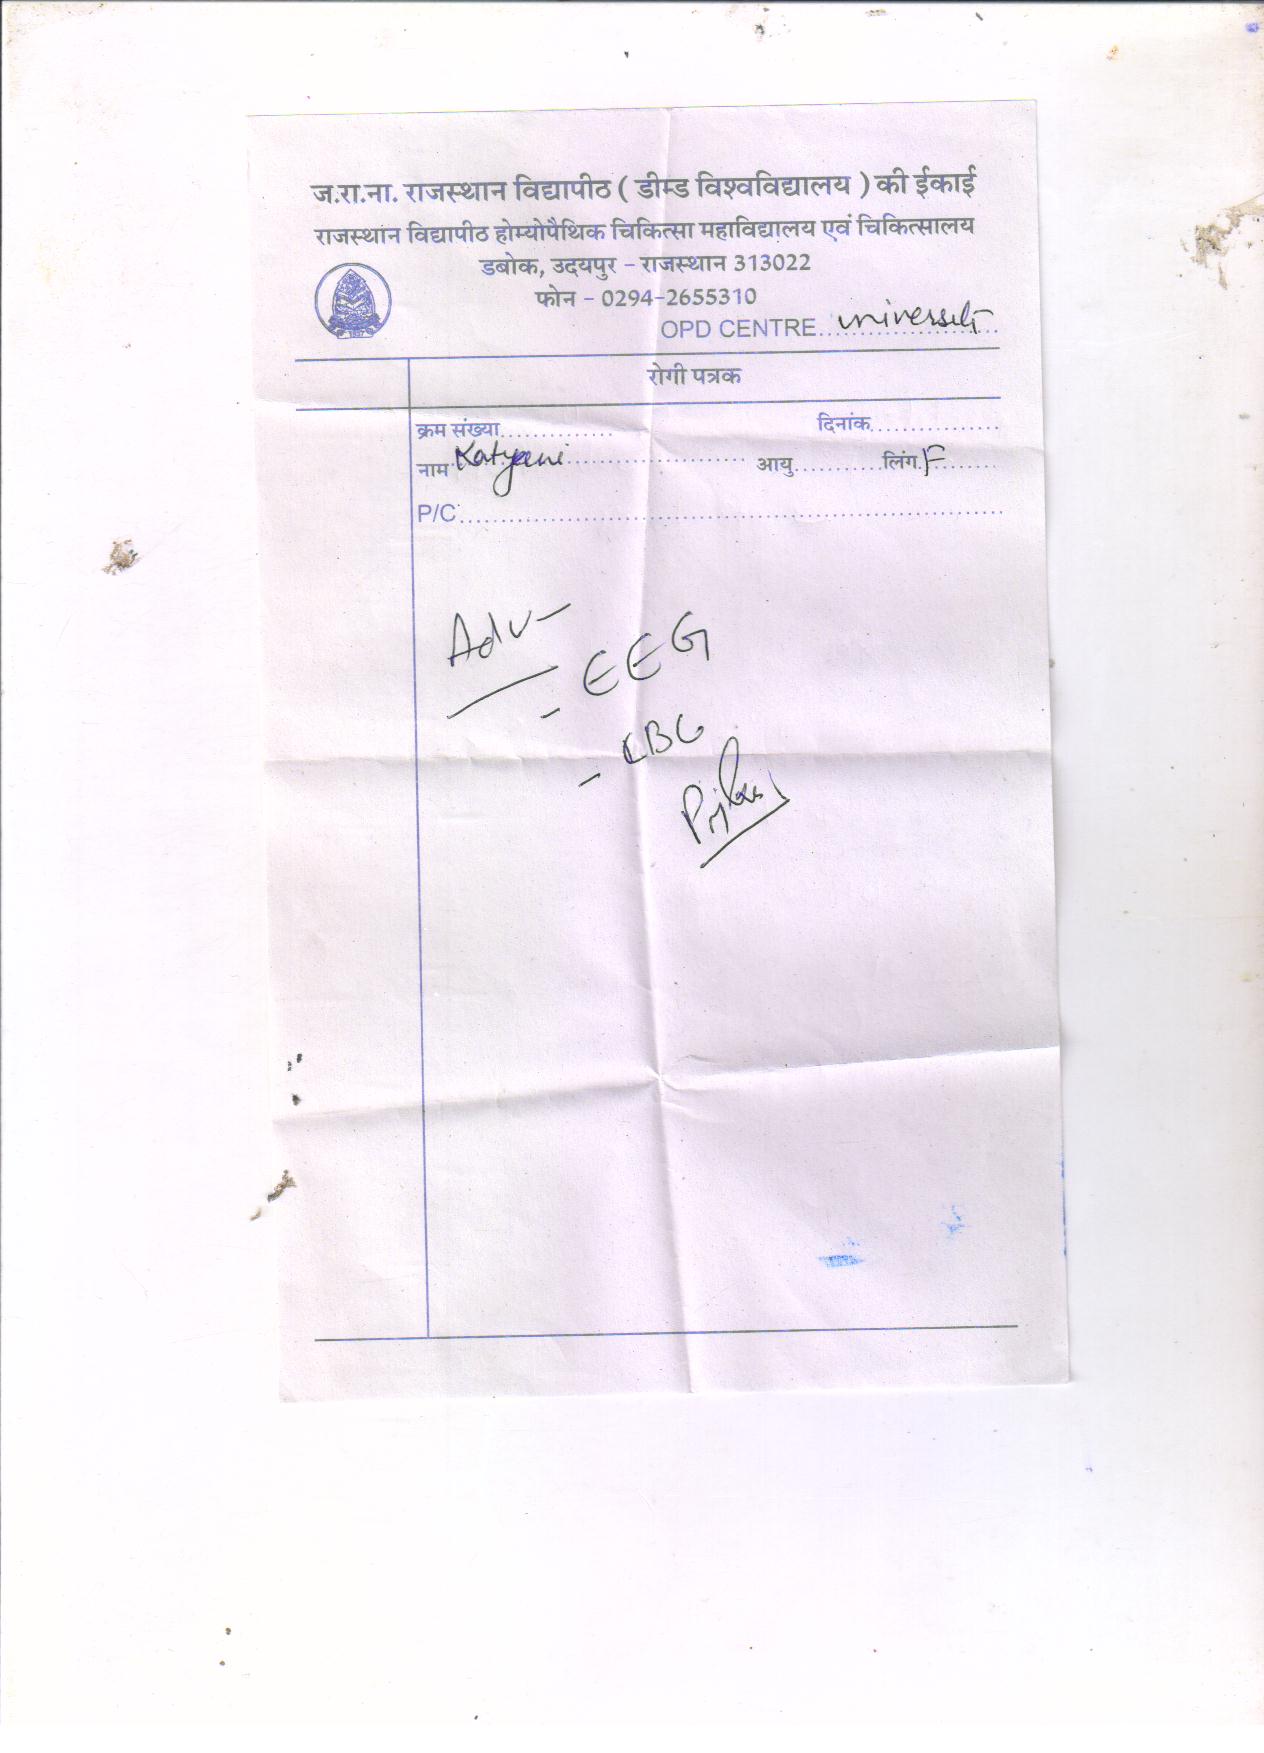 ज.रा.ना. राजस्थान विद्यापीठ ( डीम्ड विश्वविद्यालय ) की ईकाई
राजस्थान विद्यापीठ होम्योपैथिक चिकित्सा महाविद्यालय एवं चिकित्सालय
डबोक, उदयपुर – राजस्थान 313022
फोन – 0294-2655310
OPD CENTRE
रोगी पत्रक
क्रम संख्या.............. दिनांक................
नाम Katyani आयु............लिंग. F
P/C
Adv-
- EEG
- CBC